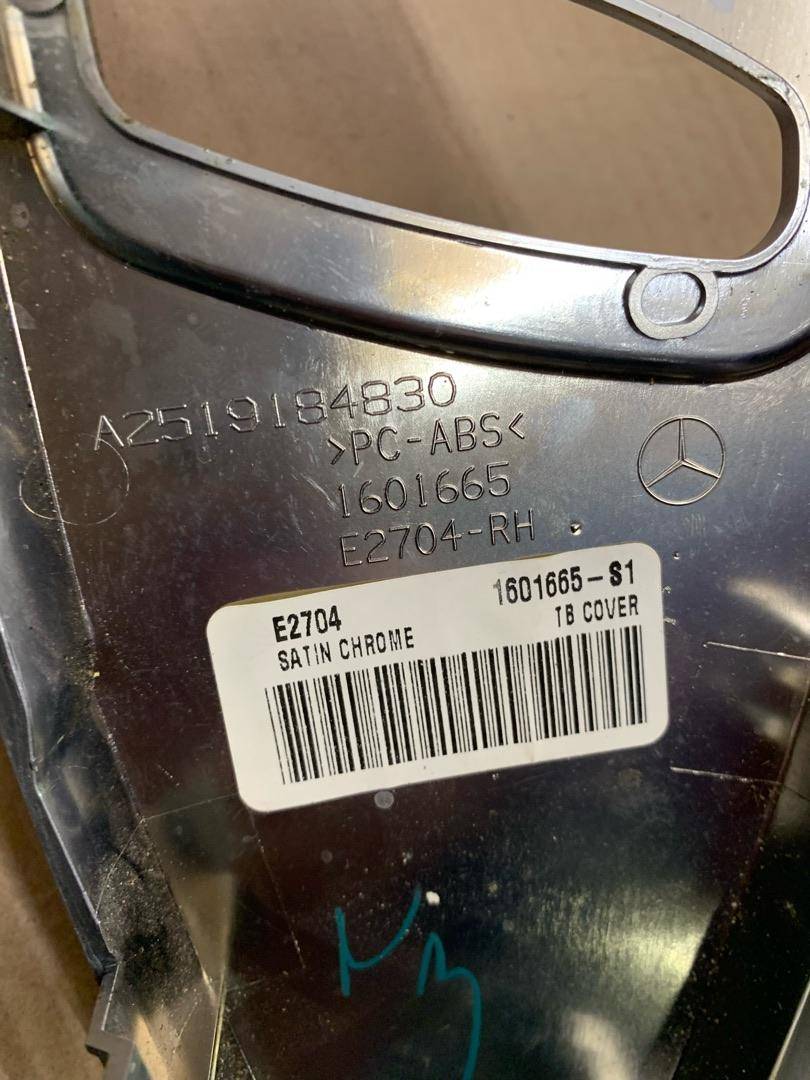 A2519184830
>PC-ABS<
1601665
E2704-RH
E2704 1601665-S1
SATIN CHROME TB COVER